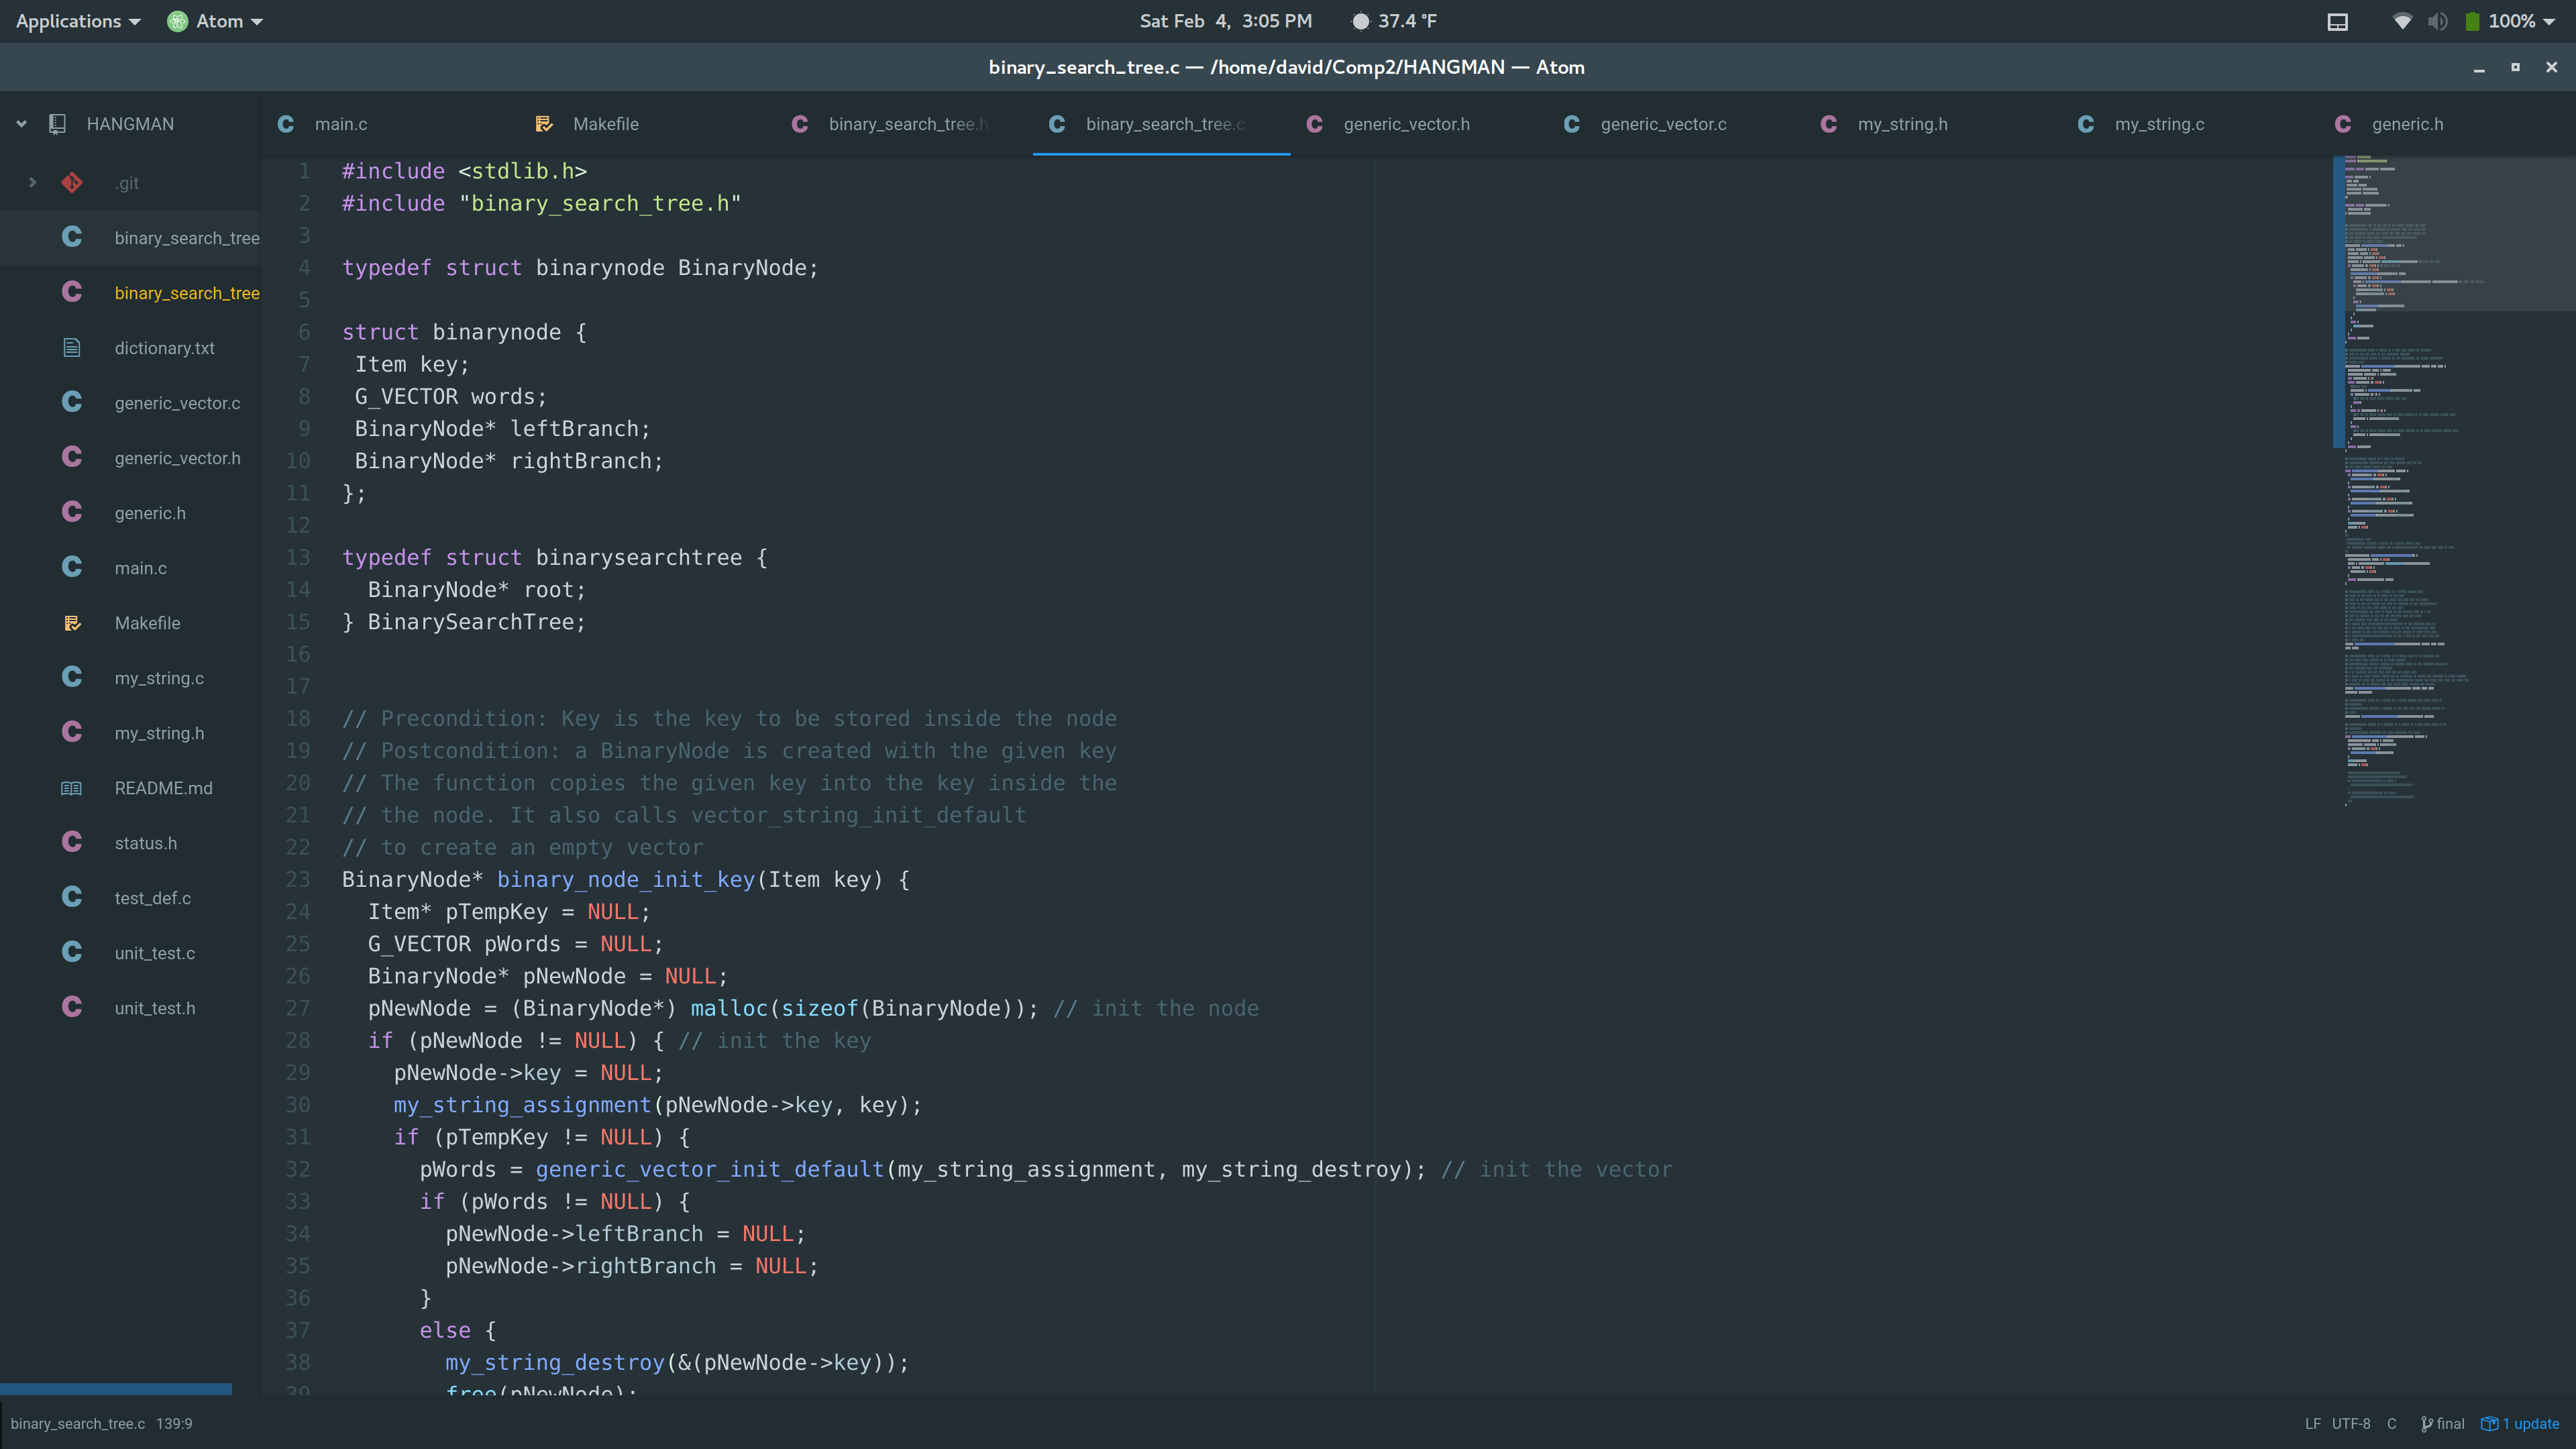 Applications Atom Sat Feb 4, 3:05 PM 37.4 °F 100%
binary_search_tree.c — /home/david/Comp2/HANGMAN — Atom
HANGMAN
main.c Makefile binary_search_tree.h binary_search_tree.c generic_vector.h generic_vector.c my_string.h my_string.c generic.h
.git
binary_search_tree
binary_search_tree
dictionary.txt
generic_vector.c
generic_vector.h
generic.h
main.c
Makefile
my_string.c
my_string.h
README.md
status.h
test_def.c
unit_test.c
unit_test.h
1 #include <stdlib.h>
2 #include "binary_search_tree.h"
3
4 typedef struct binarynode BinaryNode;
5
6 struct binarynode {
7 Item key;
8 G_VECTOR words;
9 BinaryNode* leftBranch;
10 BinaryNode* rightBranch;
11 };
12
13 typedef struct binarysearchtree {
14 BinaryNode* root;
15 } BinarySearchTree;
16
17
18 // Precondition: Key is the key to be stored inside the node
19 // Postcondition: a BinaryNode is created with the given key
20 // The function copies the given key into the key inside the
21 // the node. It also calls vector_string_init_default
22 // to create an empty vector
23 BinaryNode* binary_node_init_key(Item key) {
24 Item* pTempKey = NULL;
25 G_VECTOR pWords = NULL;
26 BinaryNode* pNewNode = NULL;
27 pNewNode = (BinaryNode*) malloc(sizeof(BinaryNode)); // init the node
28 if (pNewNode != NULL) { // init the key
29 pNewNode->key = NULL;
30 my_string_assignment(pNewNode->key, key);
31 if (pTempKey != NULL) {
32 pWords = generic_vector_init_default(my_string_assignment, my_string_destroy); // init the vector
33 if (pWords != NULL) {
34 pNewNode->leftBranch = NULL;
35 pNewNode->rightBranch = NULL;
36 }
37 else {
38 my_string_destroy(&(pNewNode->key));
39 free(pNewNode);
binary_search_tree.c 139:9 LF UTF-8 C final 1 update